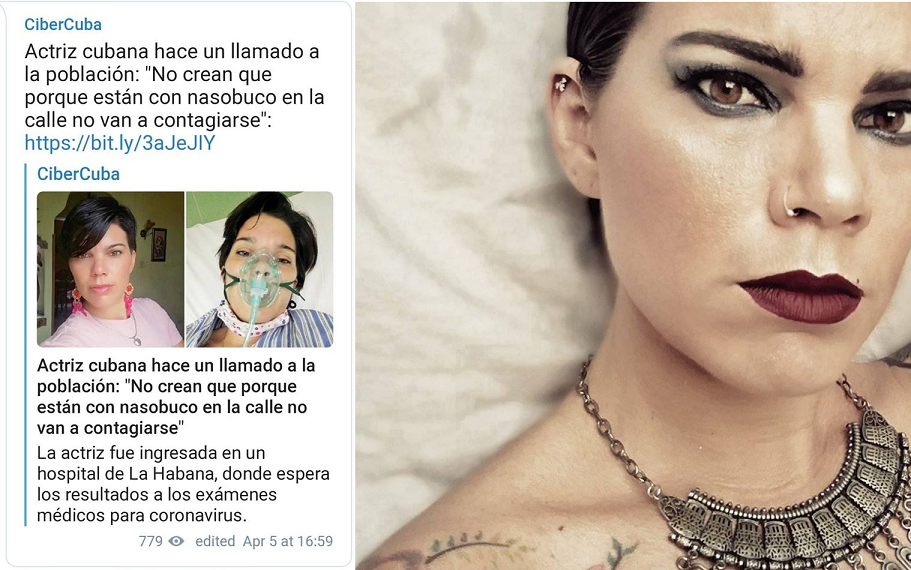 CiberCuba
Actriz cubana hace un llamado a
la población: "No crean que
porque están con nasobuco en la
calle no van a contagiarse":
https://bit.ly/3aJeJlY
CiberCuba
Actriz cubana hace un llamado a la
población: "No crean que porque
están con nasobuco en la calle no
van a contagiarse"
La actriz fue ingresada en un
hospital de La Habana, donde espera
los resultados a los exámenes
médicos para coronavirus.
779 edited Apr 5 at 16:59